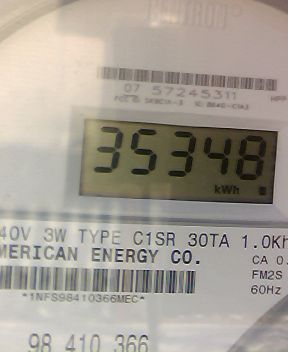 07 57245311
35348
kWh
40V 3W TYPE C1SR 30TA 1.0Kh
MERICAN ENERGY CO.
CA 0.
FM2S
*1NFS98410366MEC*
60Hz
98 410 366